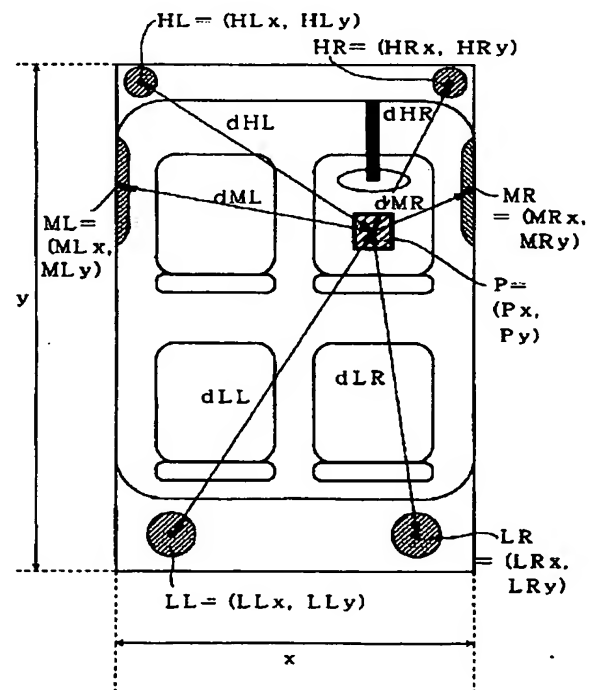 HL=(HLx, HLy)
HR=(HRx, HRy)
dHL
dHR
dML
dMR
ML=
(MLx,
MLy)
MR
=(MRx,
MRy)
y
P=
(Px,
Py)
dLL
dLR
LR
=(LRx,
LRy)
LL=(LLx, LLy)
x